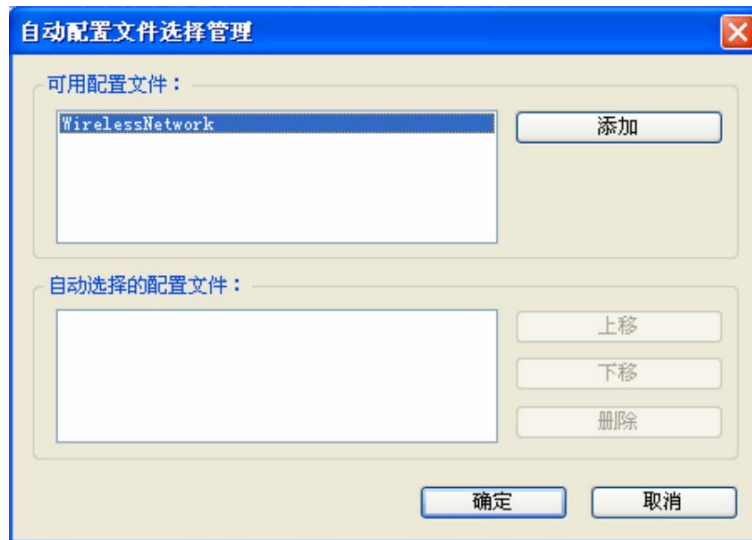 自动配置文件选择管理
可用配置文件：
WirelessNetwork
添加
自动选择的配置文件：
上移
下移
删除
确定
取消